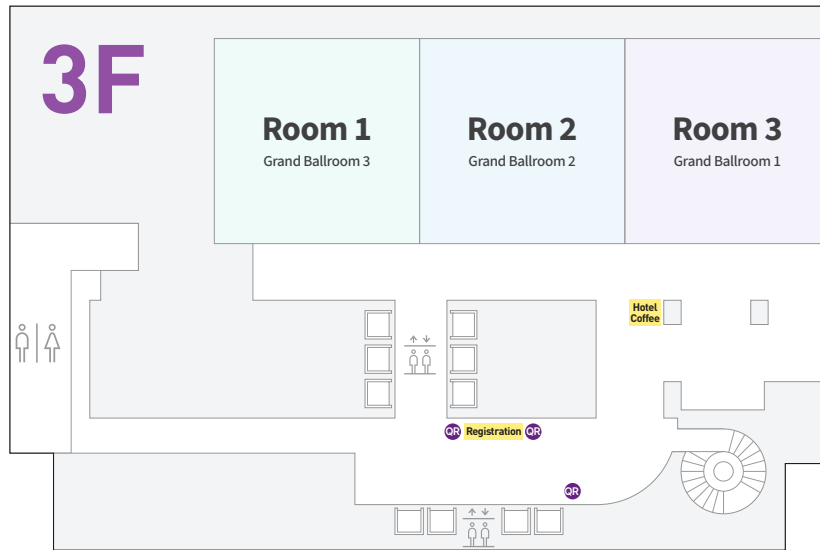 3F
Room 1
Grand Ballroom 3
Room 2
Grand Ballroom 2
Room 3
Grand Ballroom 1
Hotel
Coffee
QR Registration QR
QR